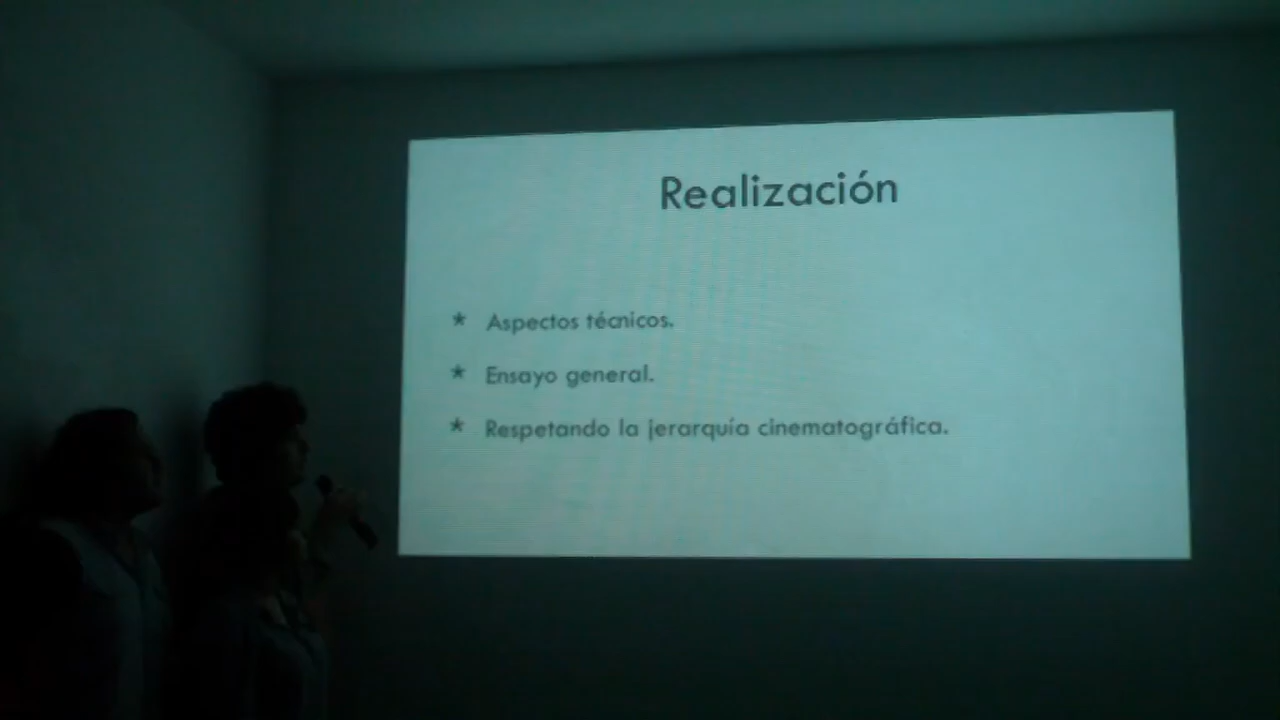 Realización
* Aspectos técnicos.
* Ensayo general.
* Respetando la jerarquía cinematográfica.